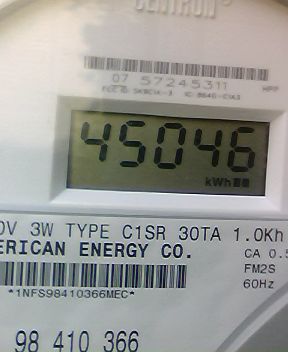 CENTRON®
07 57245311
45046
kWh
3W TYPE C1SR 30TA 1.0Kh
ERICAN ENERGY CO.
CA 0.5
FM2S
*1NFS98410366MEC*
60Hz
98 410 366